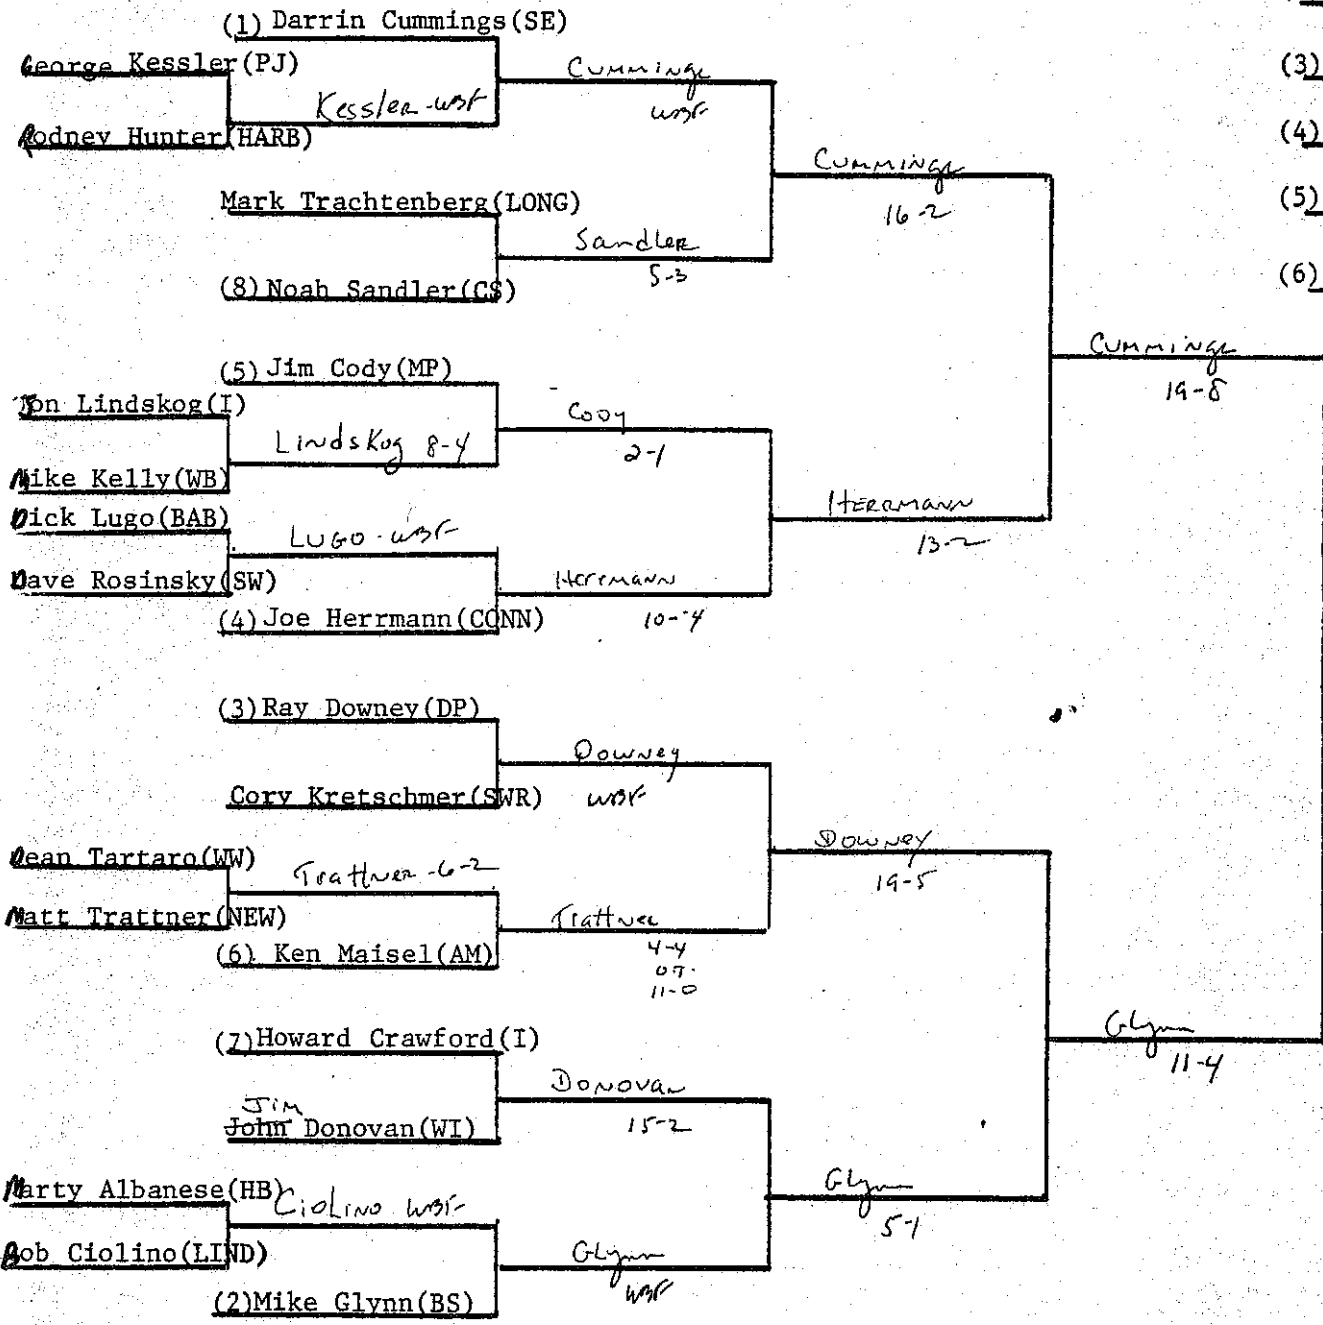 (1) Darrin Cummings(SE)
George Kessler(PJ)
Cummings
WBF
(3)
Kessler-WBF
Rodney Hunter(HARB)
(4)
Cummings
16-2
Mark Trachtenberg(LONG)
(5)
Sandler
5-3
(8) Noah Sandler(CS)
(6)
Cummings
19-8
(5) Jim Cody(MP)
Jon Lindskog(I)
Cody
2-1
Lindskog 8-4
Mike Kelly(WB)
Herrmann
13-2
Dick Lugo(BAB)
Lugo-WBF
Dave Rosinsky(SW)
Herrmann
10-4
(4) Joe Herrmann(CONN)
(3) Ray Downey(DP)
Downey
WBF
Cory Kretschmer(SWR)
Downey
19-5
Dean Tartaro(WW)
Trattner-6-2
Matt Trattner(NEW)
Trattner
4-4
OT.
11-0
(6) Ken Maisel(AM)
(7)Howard Crawford(I)
Glynn
11-4
Donovan
15-2
Jim
John Donovan(WI)
Marty Albanese(HB)
Glynn
5-1
Ciolino WBF
Bob Ciolino(LIND)
Glynn
WBF
(2)Mike Glynn(BS)